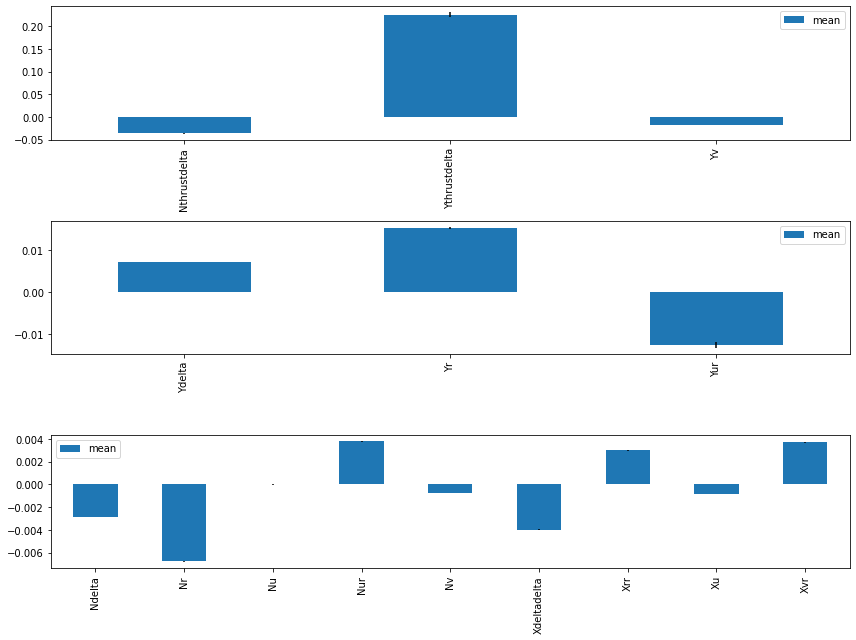 0.20
0.15
0.10
0.05
0.00
−0.05
mean
Nthrustdelta
Ythrustdelta
Yv
0.01
0.00
−0.01
mean
Ydelta
Yr
Yur
0.004
0.002
0.000
−0.002
−0.004
−0.006
mean
Ndelta
Nr
Nu
Nur
Nv
Xdeltadelta
Xrr
Xu
Xvr